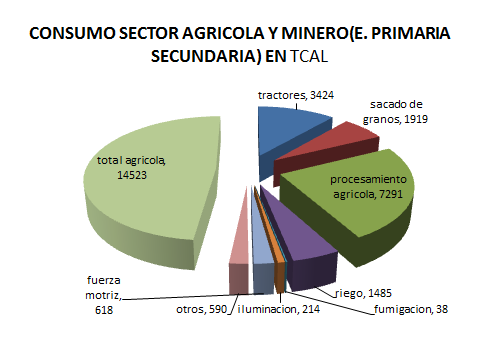 CONSUMO SECTOR AGRICOLA Y MINERO(E. PRIMARIA
SECUNDARIA) EN TCAL
tractores, 3424
sacado de
granos, 1919
total agricola,
14523
procesamiento
agricola, 7291
fuerza
motriz,
618
otros, 590
iluminacion, 214
riego, 1485
fumigacion, 38